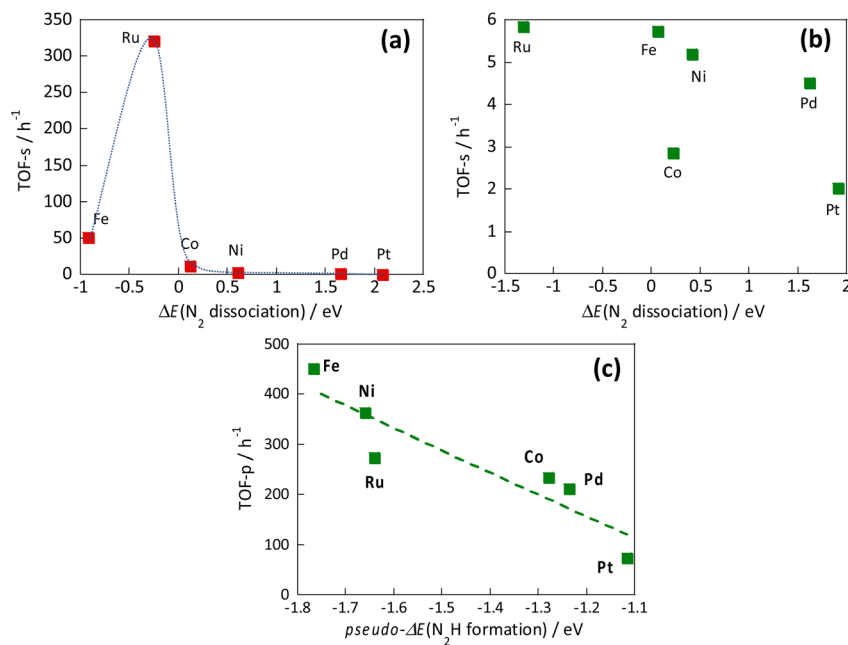 (a)
TOF-s / h⁻¹
350
300
250
200
150
100
50
0
Ru
Fe
Co
Ni
Pd
Pt
-1 -0.5 0 0.5 1 1.5 2 2.5
ΔE(N₂ dissociation) / eV
(b)
TOF-s / h⁻¹
6
5
4
3
2
1
0
Ru
Fe
Ni
Co
Pd
Pt
-1.5 -1 -0.5 0 0.5 1 1.5 2
ΔE(N₂ dissociation) / eV
(c)
TOF-p / h⁻¹
500
400
300
200
100
0
Fe
Ni
Ru
Co
Pd
Pt
-1.8 -1.7 -1.6 -1.5 -1.4 -1.3 -1.2 -1.1
pseudo-ΔE(N₂H formation) / eV